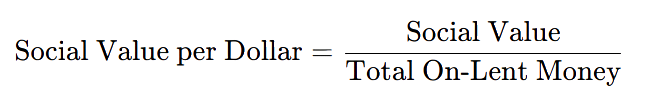 Social Value per Dollar = Social Value / Total On-Lent Money